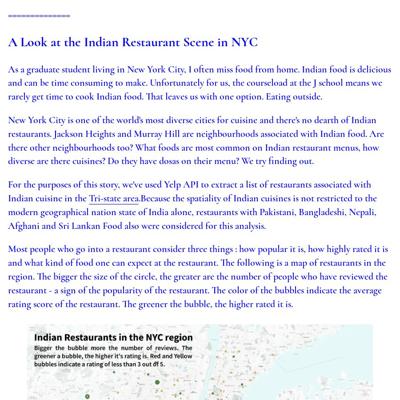 ==============
A Look at the Indian Restaurant Scene in NYC
As a graduate student living in New York City, I often miss food from home. Indian food is delicious
and can be time consuming to make. Unfortunately for us, the courseload at the J school means we
rarely get time to cook Indian food. That leaves us with one option. Eating outside.
New York City is one of the world's most diverse cities for cuisine and there's no dearth of Indian
restaurants. Jackson Heights and Murray Hill are neighbourhoods associated with Indian food. Are
there other neighbourhoods too? What foods are most common on Indian restaurant menus, how
diverse are there cuisines? Do they have dosas on their menu? We try finding out.
For the purposes of this story, we've used Yelp API to extract a list of restaurants associated with
Indian cuisine in the Tri-state area.Because the spatiality of Indian cuisines is not restricted to the
modern geographical nation state of India alone, restaurants with Pakistani, Bangladeshi, Nepali,
Afghani and Sri Lankan Food also were considered for this analysis.
Most people who go into a restaurant consider three things : how popular it is, how highly rated it is
and what kind of food one can expect at the restaurant. The following is a map of restaurants in the
region. The bigger the size of the circle, the greater are the number of people who have reviewed the
restaurant - a sign of the popularity of the restaurant. The color of the bubbles indicate the average
rating score of the restaurant. The greener the bubble, the higher rated it is.
Indian Restaurants in the NYC region
Bigger the bubble more the number of reviews. The
greener a bubble, the higher it's rating is. Red and Yellow
bubbles indicate a rating of less than 3 out of 5.